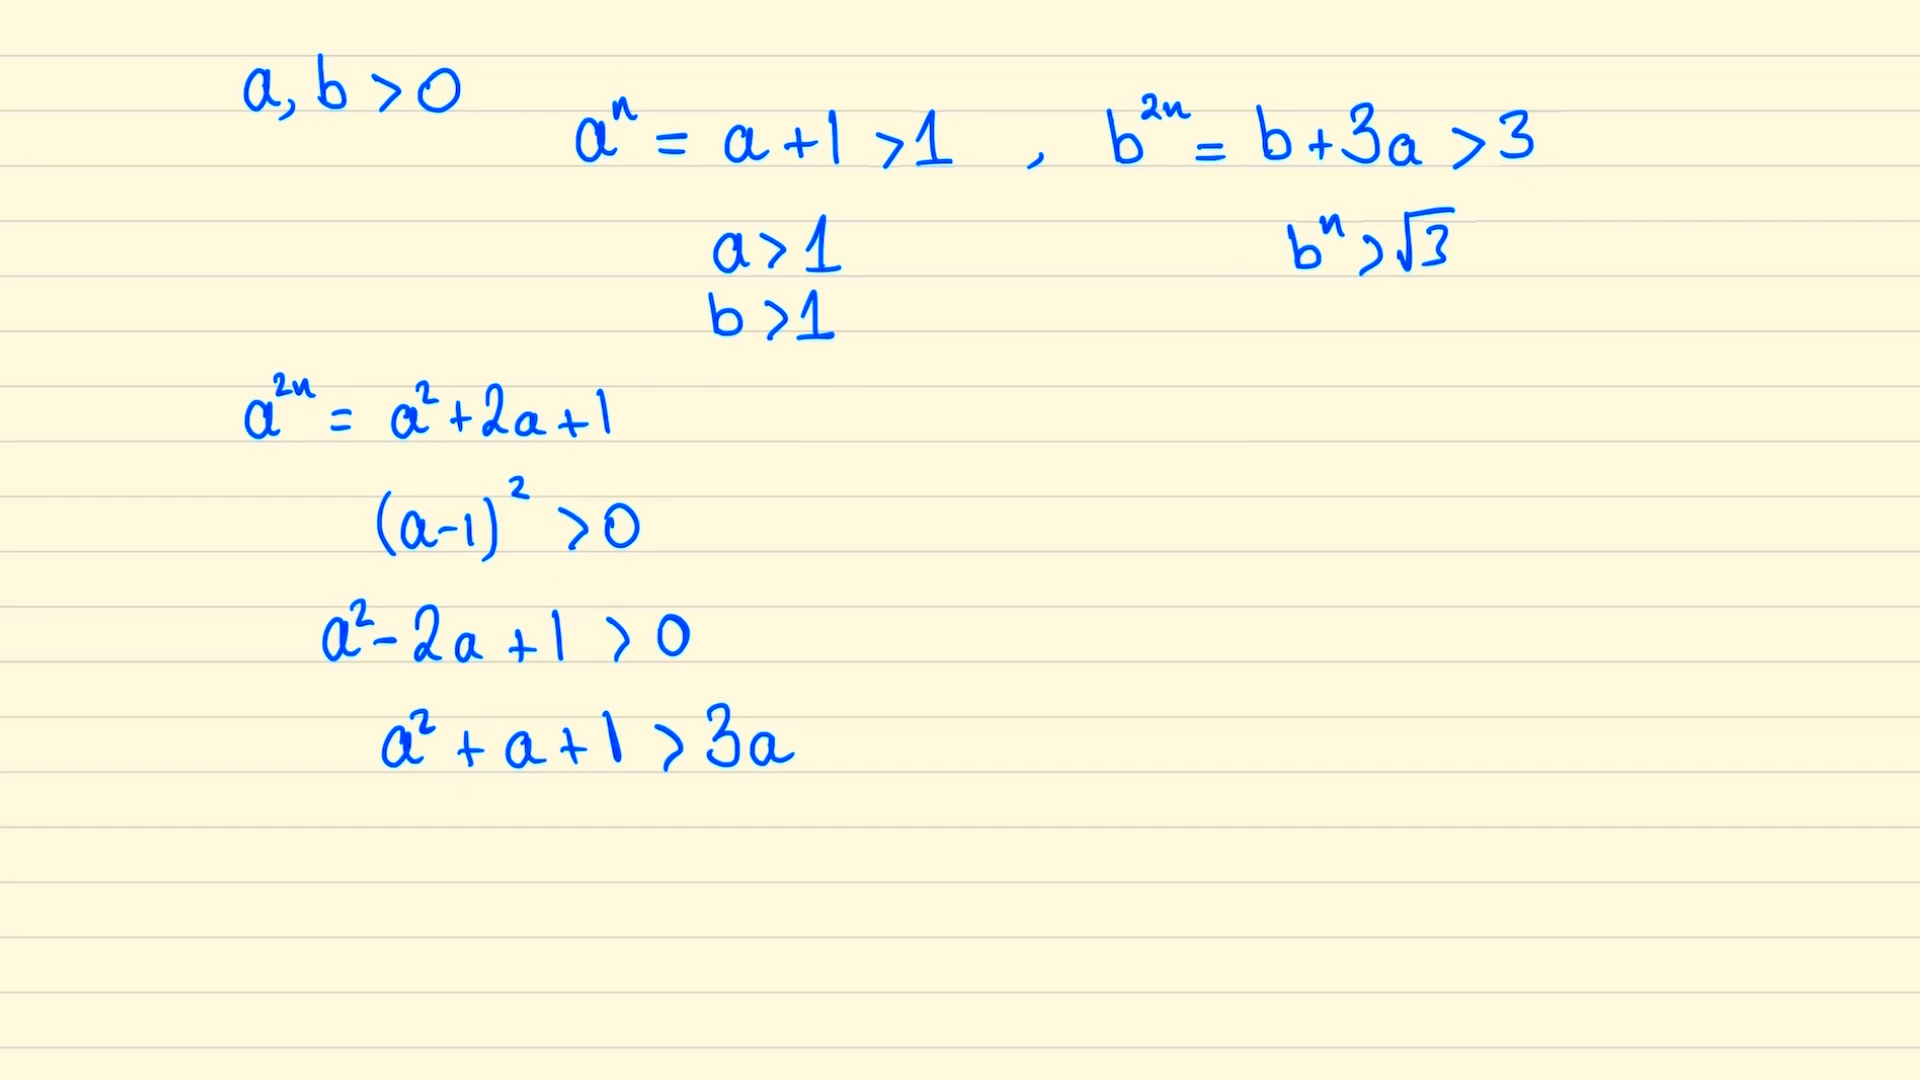 a, b > 0
aⁿ = a + 1 > 1 , b²ⁿ = b + 3a > 3
a > 1 bⁿ > √3
b > 1
a²ⁿ = a² + 2a + 1
(a-1)² > 0
a² - 2a + 1 > 0
a² + a + 1 > 3a